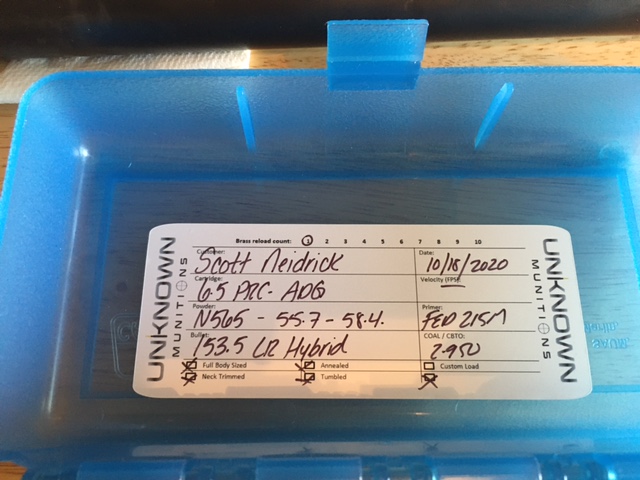 Brass reload count: 1 2 3 4 5 6 7 8 9 10
UNKNOWN
MUNITIONS
Customer: Scott Neidrick
Date: 10/18/2020
Cartridge: 6.5 PRC - ADG
Velocity (FPS):
Powder: N565 - 55.7 - 58.4.
Primer: FED 215M
Bullet: 153.5 LR Hybrid
COAL / CBTO: 2.950
Full Body Sized
Annealed
Custom Load
Neck Trimmed
Tumbled
UNKNOWN
MUNITIONS